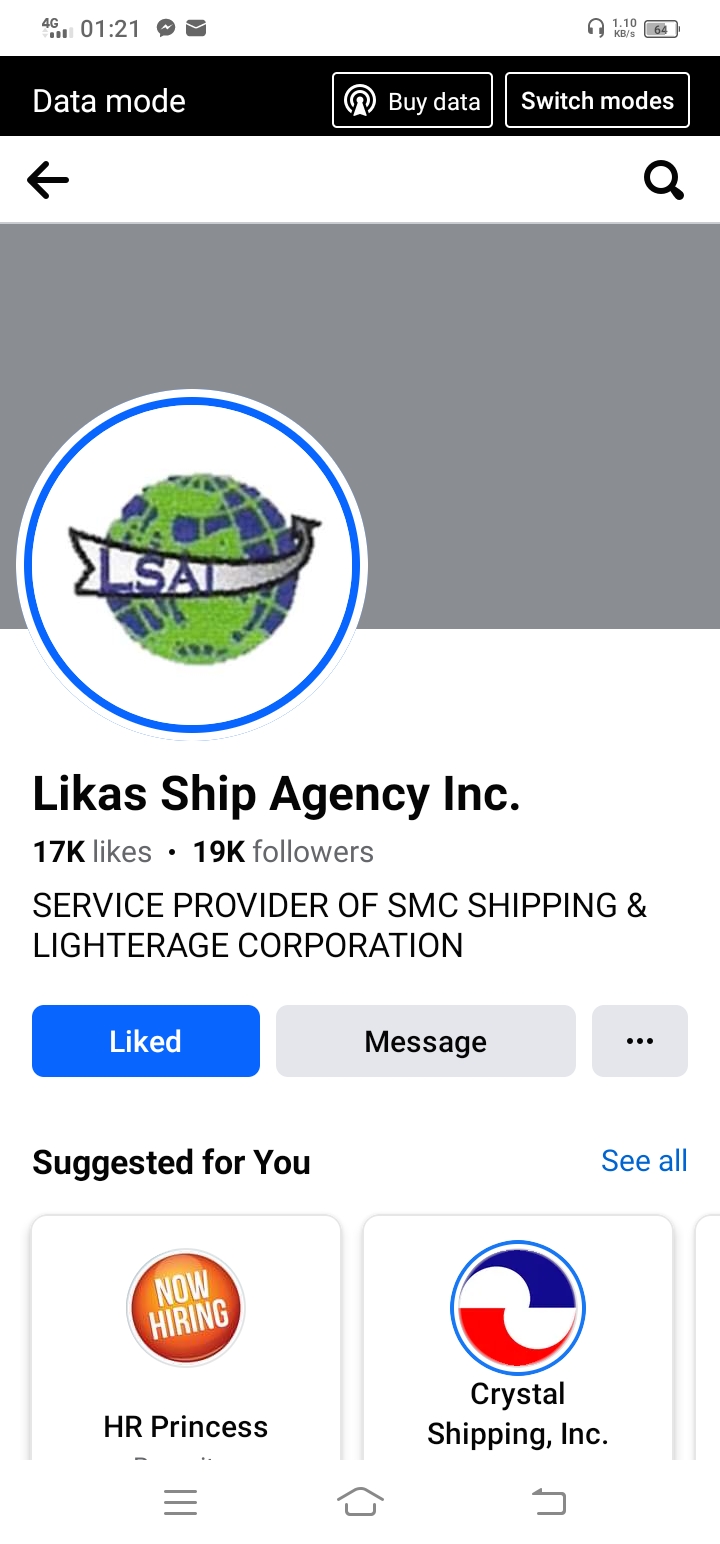 4G 01:21 1.10 KB/s 64
Data mode Buy data Switch modes
LSAI
Likas Ship Agency Inc.
17K likes • 19K followers
SERVICE PROVIDER OF SMC SHIPPING &
LIGHTERAGE CORPORATION
Liked Message ...
Suggested for You See all
NOW
HIRING
HR Princess
Crystal
Shipping, Inc.